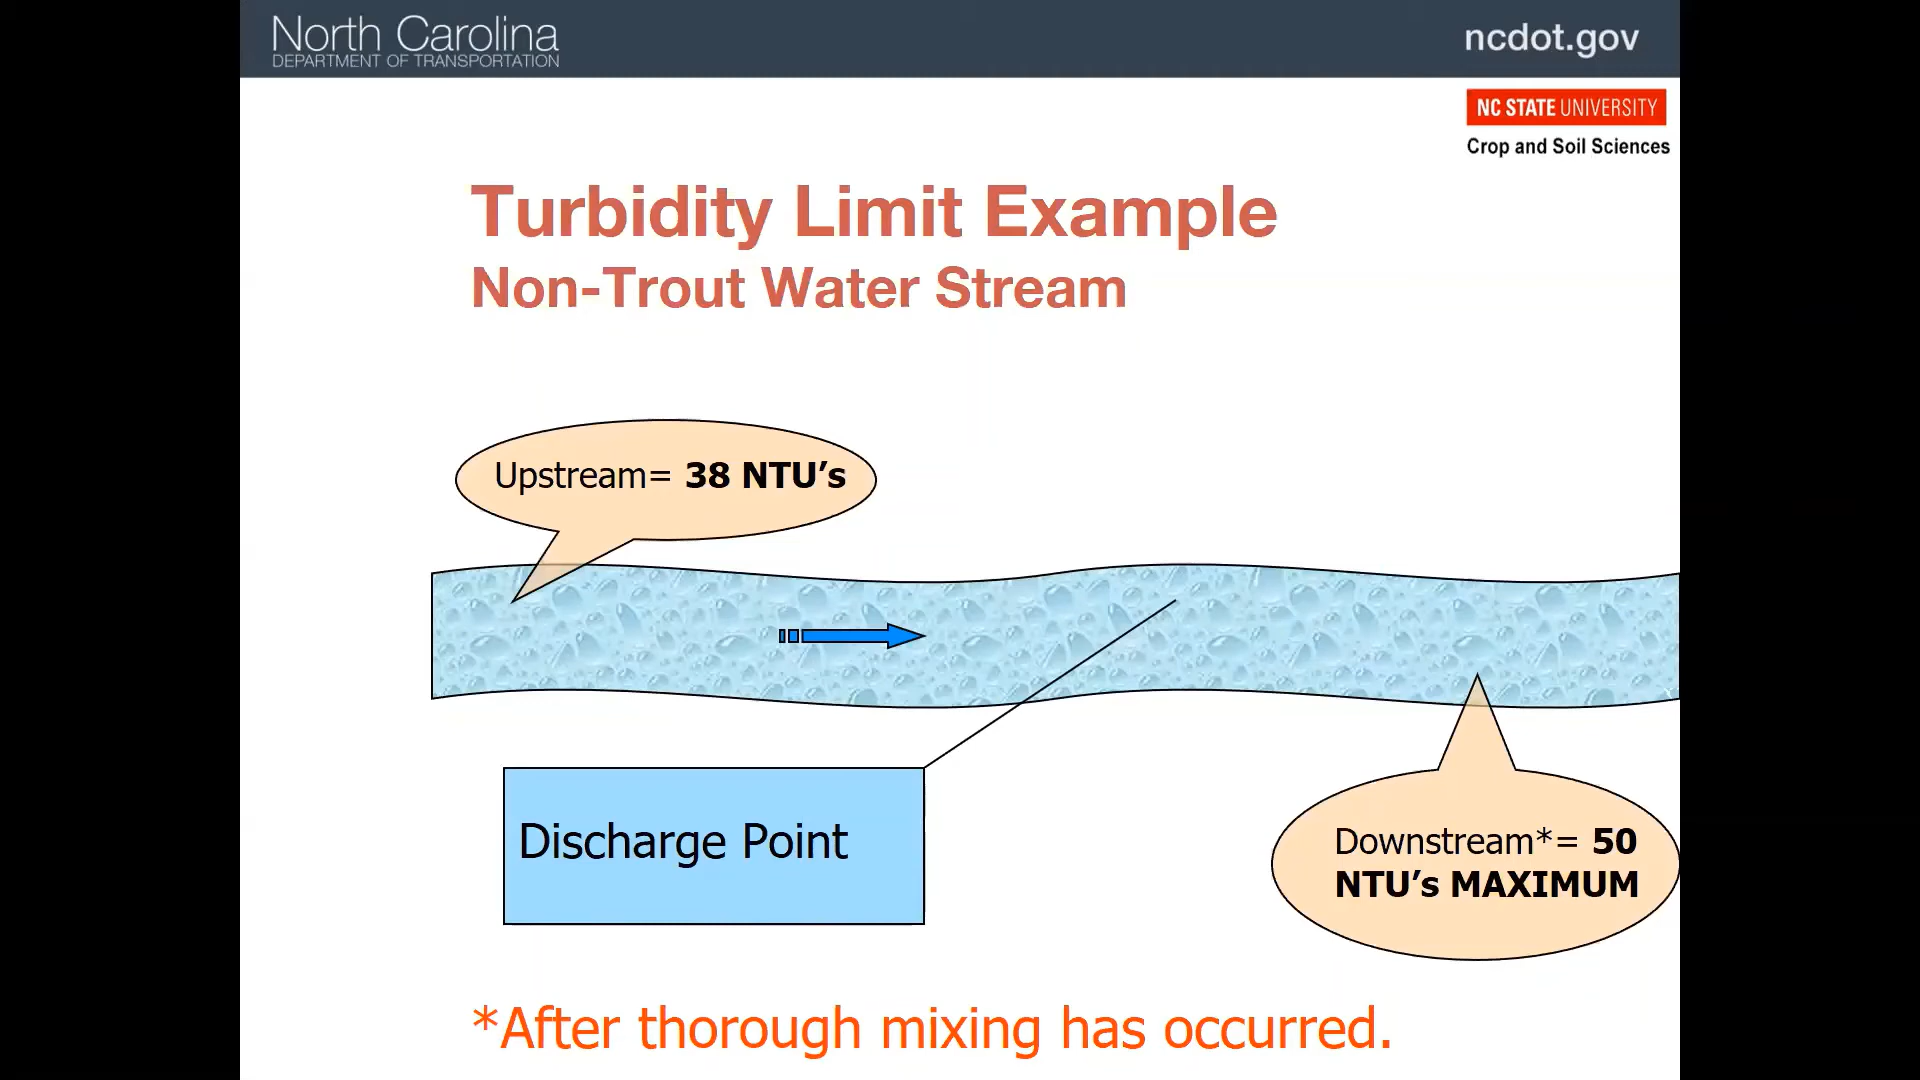 North Carolina
DEPARTMENT OF TRANSPORTATION
ncdot.gov
NC STATE UNIVERSITY
Crop and Soil Sciences
Turbidity Limit Example
Non-Trout Water Stream
Upstream= 38 NTU’s
Discharge Point
Downstream*= 50
NTU’s MAXIMUM
*After thorough mixing has occurred.